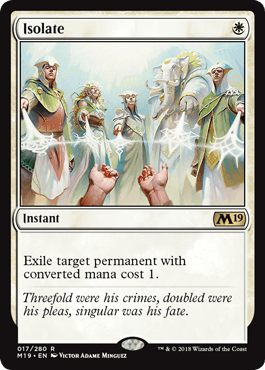 Isolate
Instant
M19
Exile target permanent with
converted mana cost 1.
Threefold were his crimes, doubled were
his pleas, singular was his fate.
017/280 R
M19 • EN VICTOR ADAME MINGUEZ
™ & © 2018 Wizards of the Coast